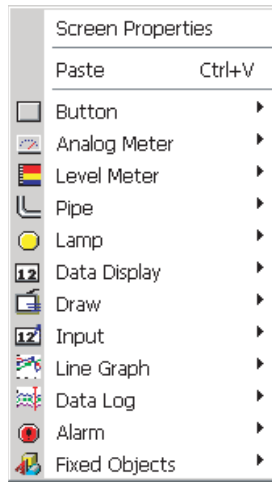 Screen Properties
Paste Ctrl+V
Button
Analog Meter
Level Meter
Pipe
Lamp
12 Data Display
Draw
12 Input
Line Graph
Data Log
Alarm
Fixed Objects